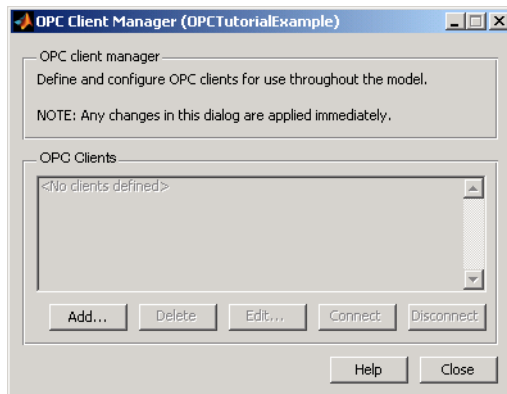 OPC Client Manager (OPCTutorialExample)
OPC client manager
Define and configure OPC clients for use throughout the model.
NOTE: Any changes in this dialog are applied immediately.
OPC Clients
<No clients defined>
Add... Delete Edit... Connect Disconnect
Help Close